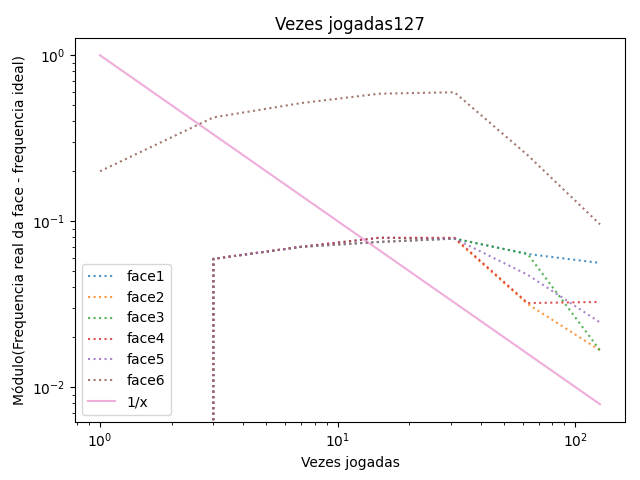 Vezes jogadas127
Módulo(Frequencia real da face - frequencia ideal)
10⁰
10⁻¹
10⁻²
face1
face2
face3
face4
face5
face6
1/x
10⁰
10¹
10²
Vezes jogadas